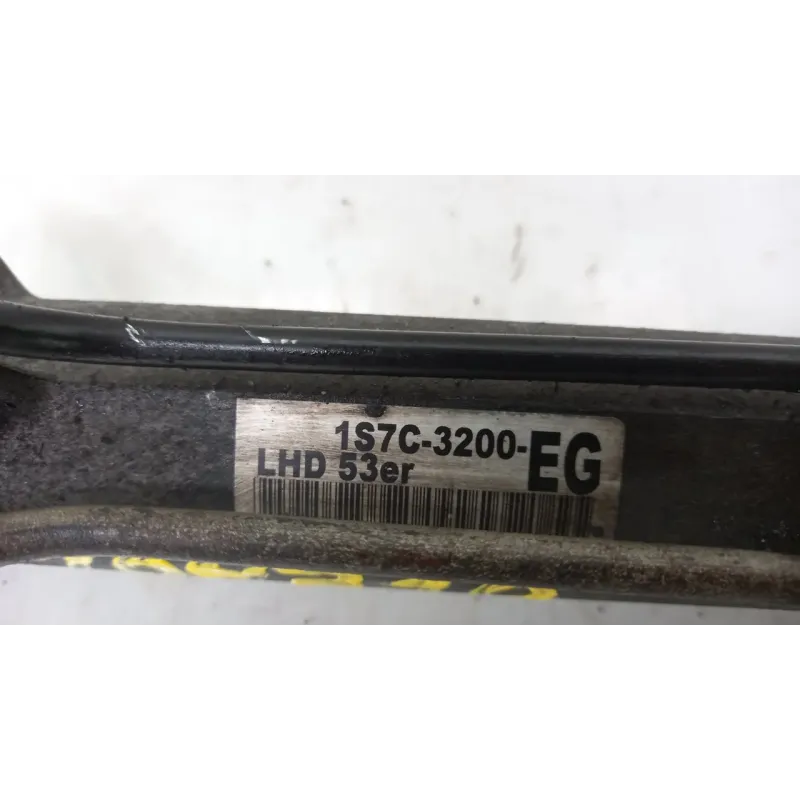 1S7C-3200-EG
LHD 53er